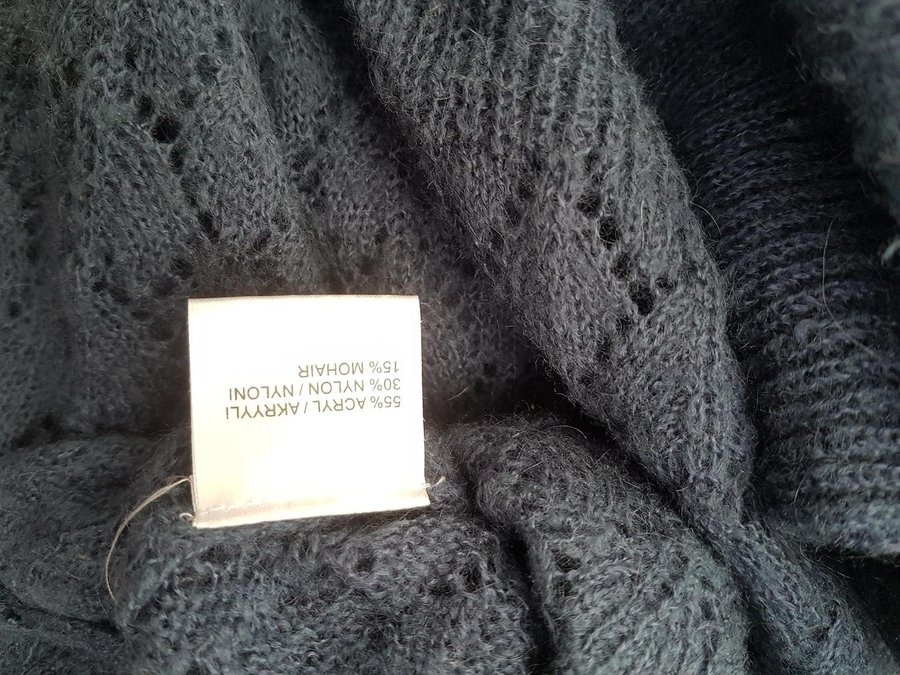 55% ACRYL / AKRYYLi
30% NYLON / NYLONI
15% MOHAIR